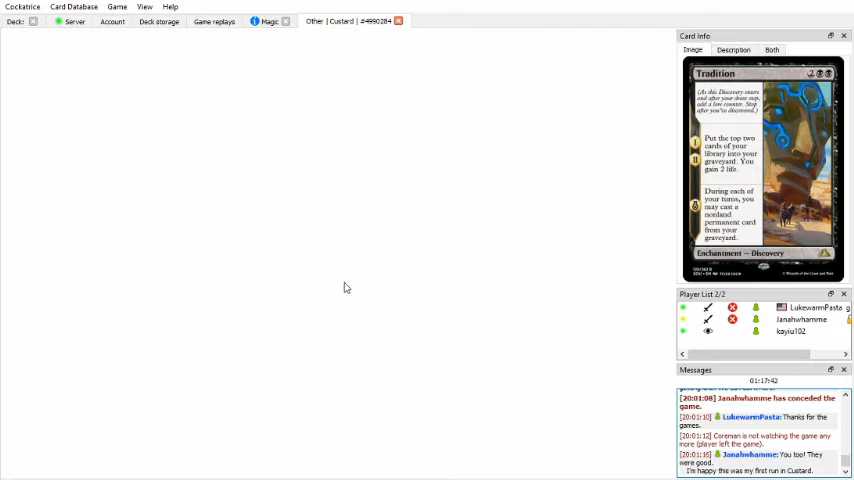 Cockatrice Card Database Game View Help
Deck: Server Account Deck storage Game replays Magic Other | Custard | #4990284
Card Info
Image Description Both
Tradition 2
(As this Discovery enters
and after your draw step,
add a lore counter. Stop
after you've discovered.)
I
II
Put the top two
cards of your
library into your
graveyard. You
gain 2 life.
During each of
your turns, you
may cast a
nonland
permanent card
from your
graveyard.
Enchantment — Discovery
Player List 2/2
LukewarmPasta g
Janahwhamme
kayiu102
Messages
01:17:42
[20:01:08] Janahwhamme has conceded the
game.
[20:01:10] LukewarmPasta: Thanks for the
games.
[20:01:12] Coreman is not watching the game any
more (player left the game).
[20:01:16] Janahwhamme: You too! They
were good.
I'm happy this was my first run in Custard.